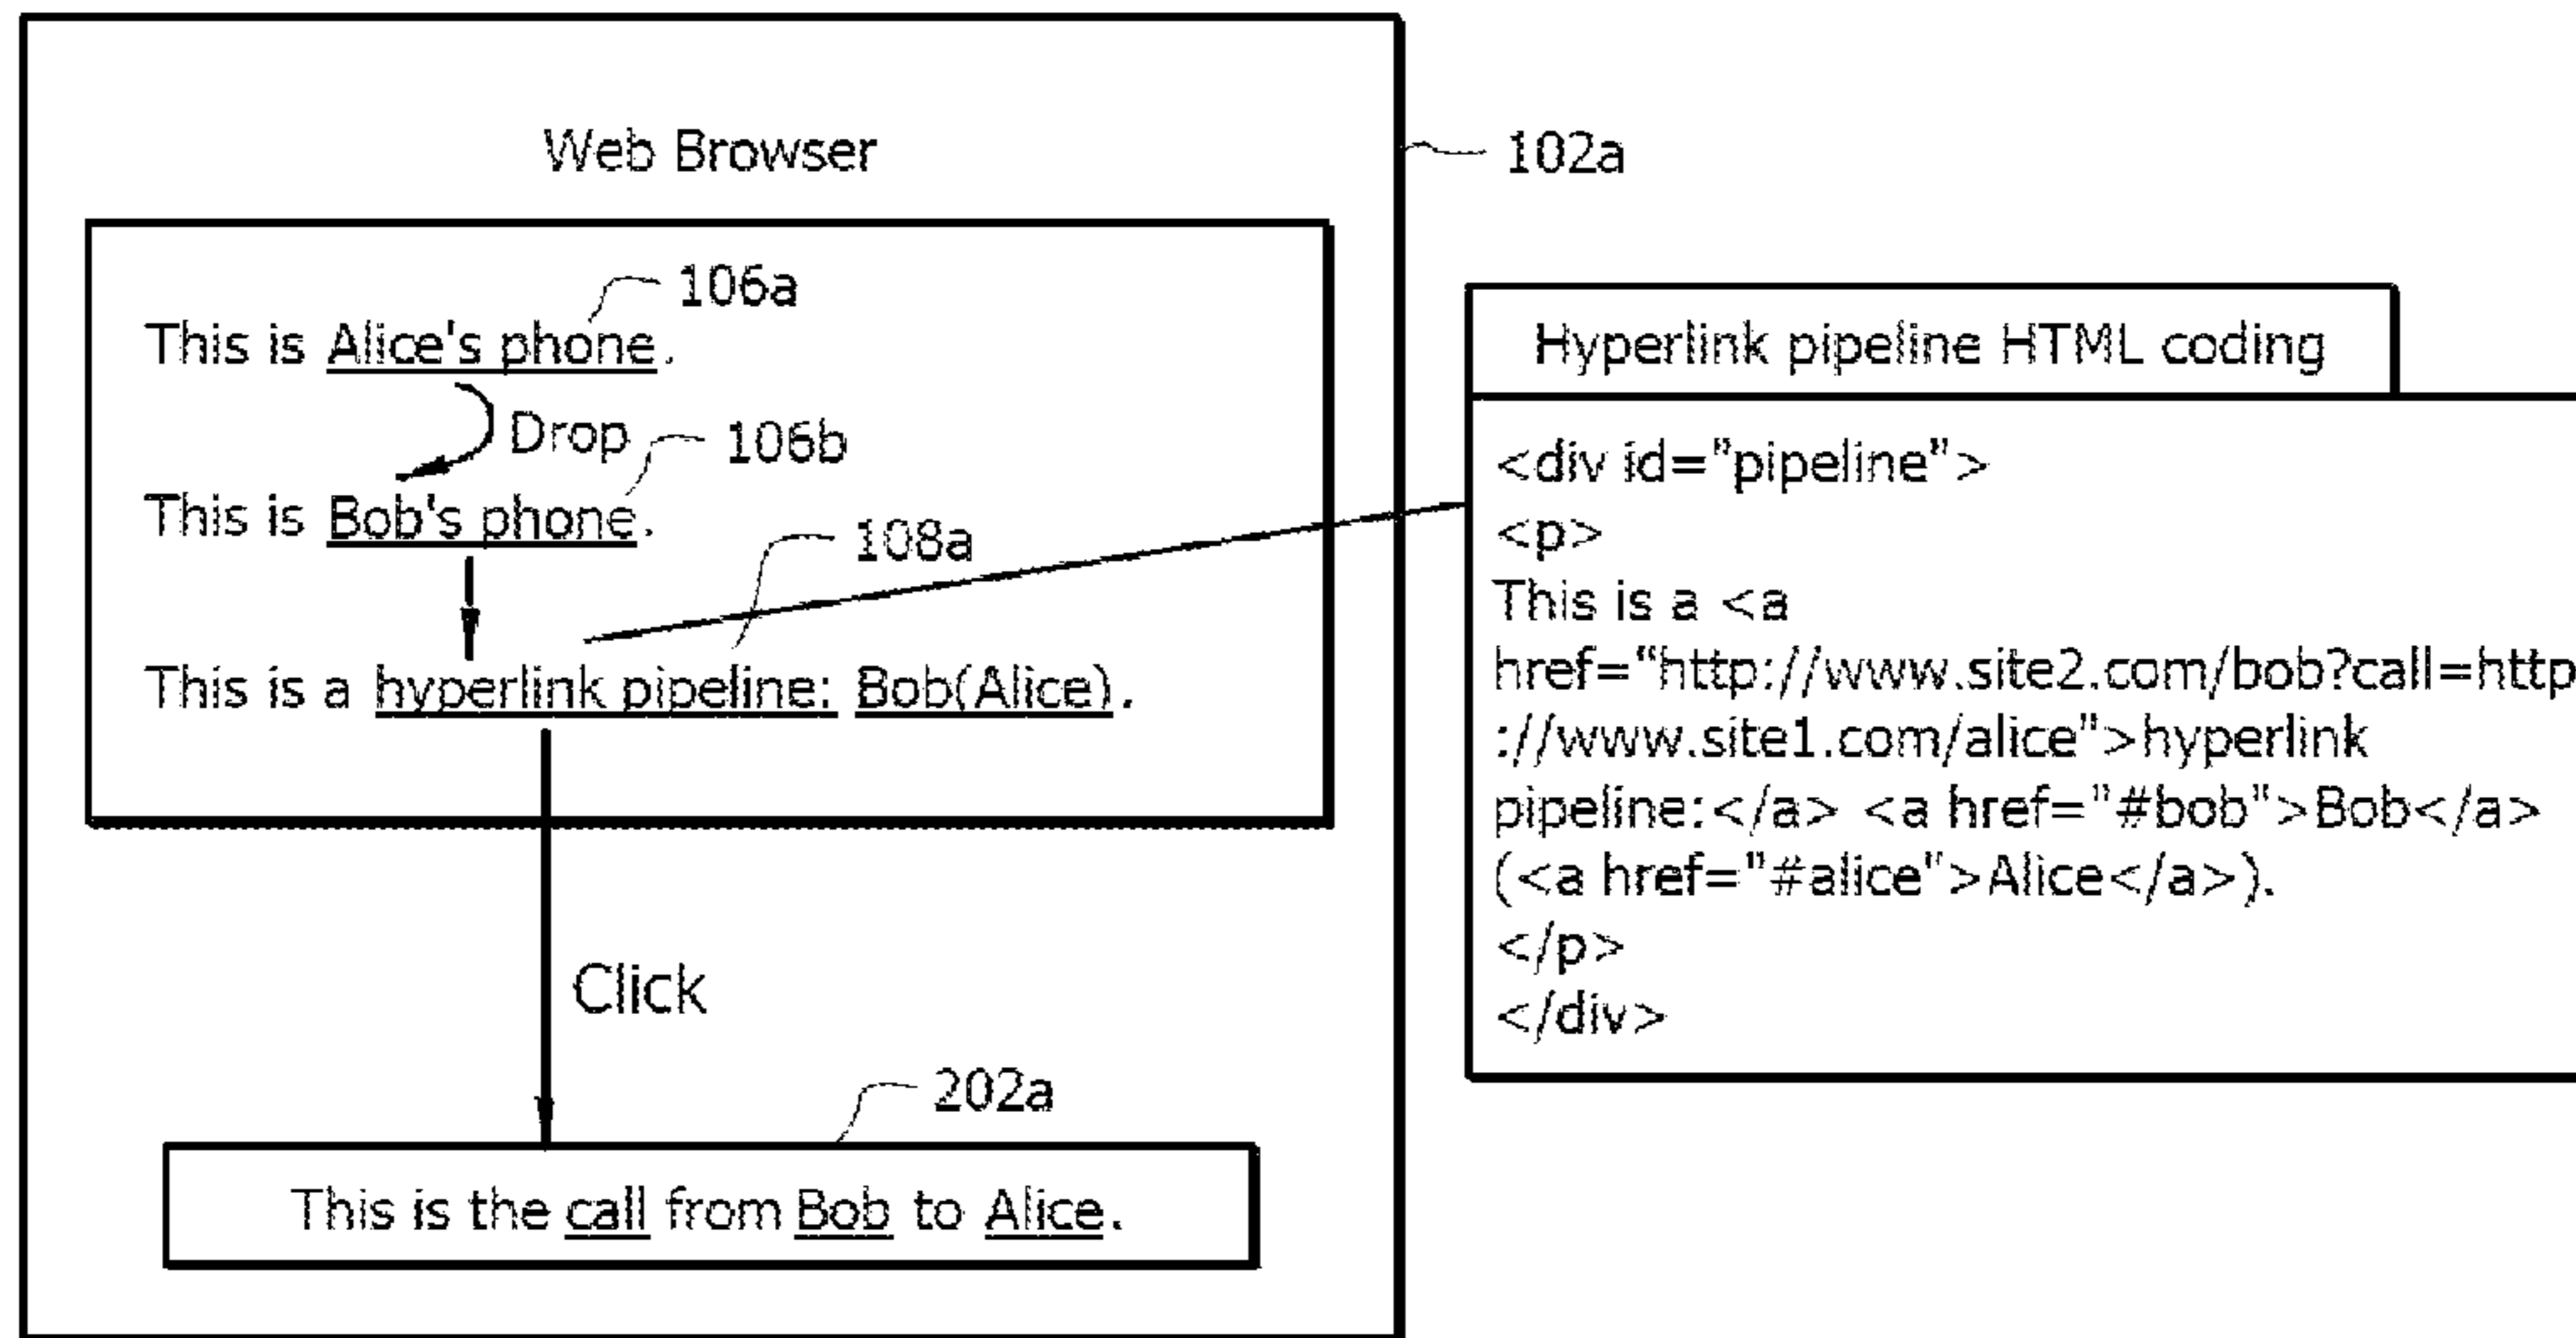 Web Browser
102a
106a
This is Alice's phone.
Drop
106b
This is Bob's phone.
108a
This is a hyperlink pipeline: Bob(Alice).
Click
202a
This is the call from Bob to Alice.
Hyperlink pipeline HTML coding
<div id="pipeline">
<p>
This is a <a
href="http://www.site2.com/bob?call=http
://www.site1.com/alice">hyperlink
pipeline:</a> <a href="#bob">Bob</a>
(<a href="#alice">Alice</a>).
</p>
</div>